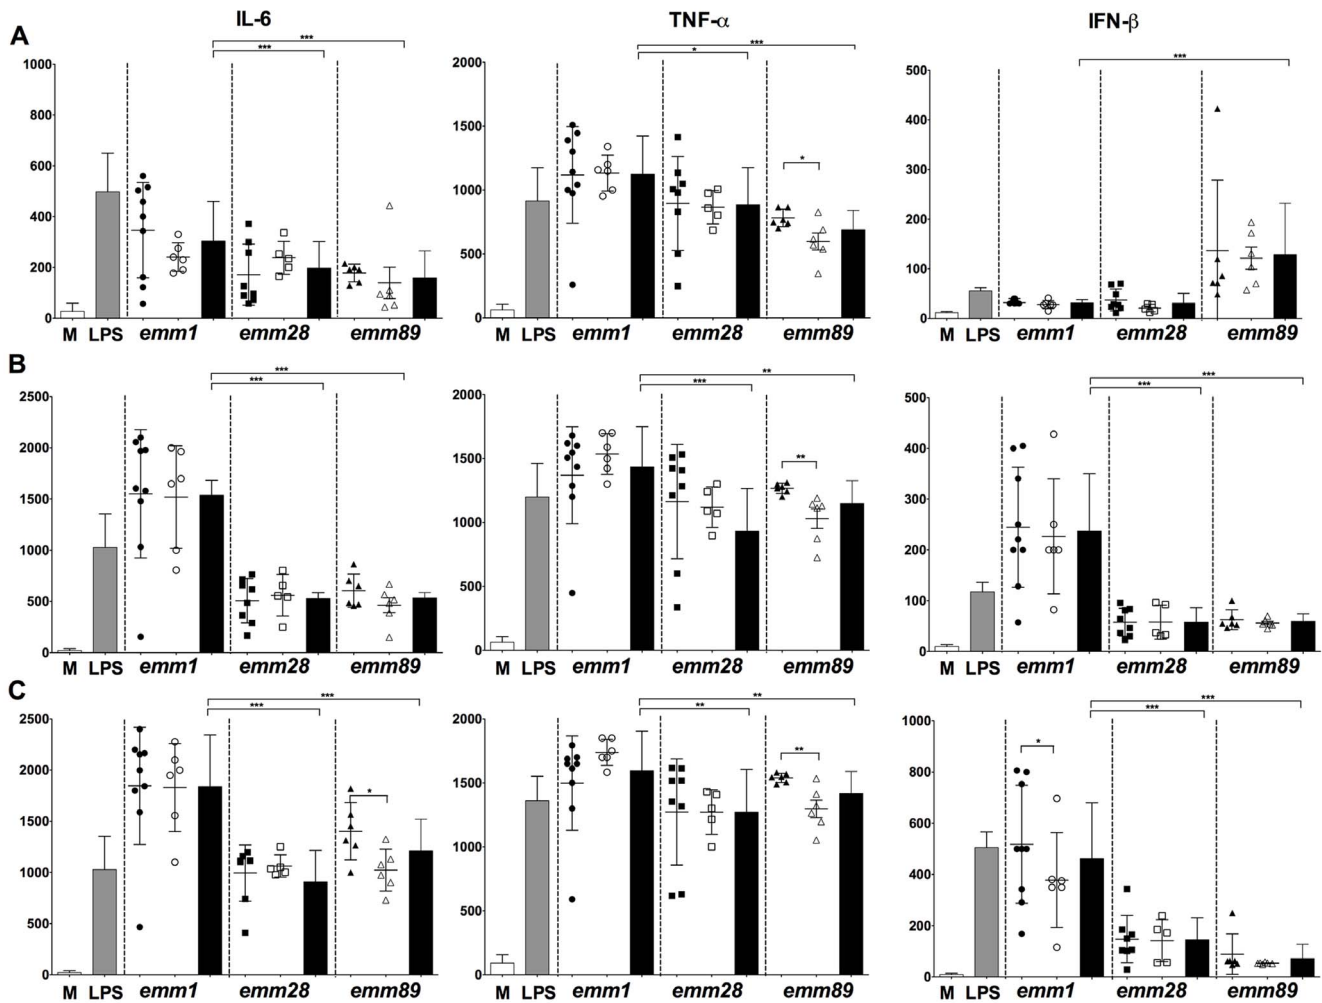 IL-6 TNF-α IFN-β
A
*** *** ***
*** *
1000 2000 500
800 400
1500
600 * 300
1000
400 200
500
200 100
0 0 0
M LPS emm1 emm28 emm89 M LPS emm1 emm28 emm89 M LPS emm1 emm28 emm89
B
*** ** ***
*** *** ***
2500 2000 500
2000 400
1500 **
1500 300
1000
1000 200
500
500 100
0 0 0
M LPS emm1 emm28 emm89 M LPS emm1 emm28 emm89 M LPS emm1 emm28 emm89
C
*** ** ***
*** ** ***
2500 2000 1000
* ** *
2000 800
1500
1500 600
1000
1000 400
500
500 200
0 0 0
M LPS emm1 emm28 emm89 M LPS emm1 emm28 emm89 M LPS emm1 emm28 emm89